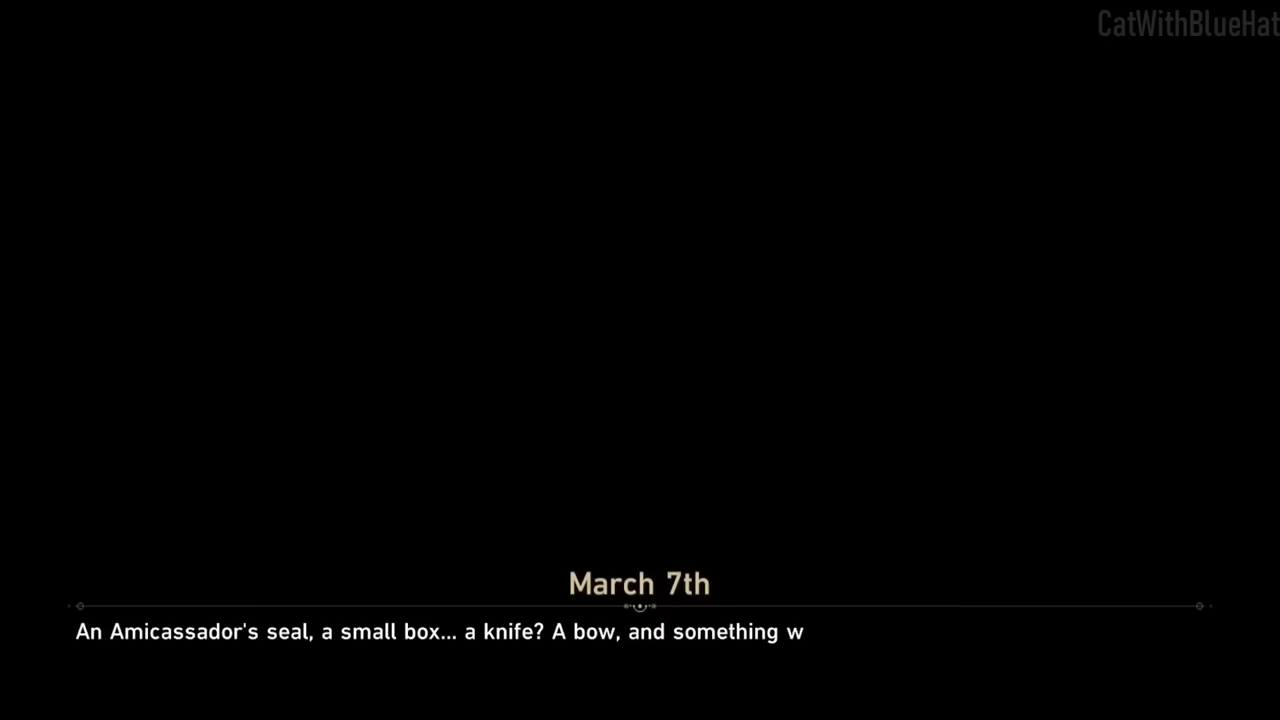 CatWithBlueHat
March 7th
An Amicassador's seal, a small box... a knife? A bow, and something w